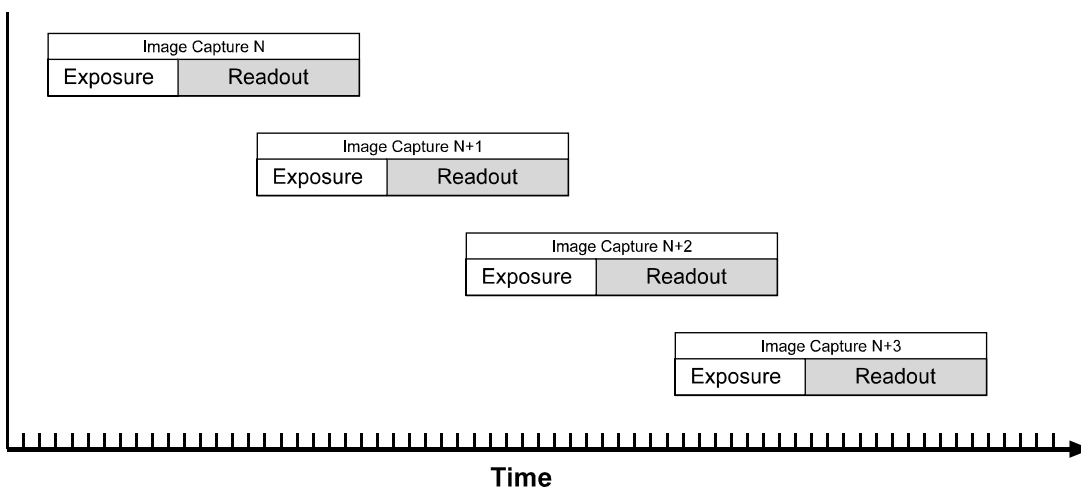 Image Capture N
Exposure Readout
Image Capture N+1
Exposure Readout
Image Capture N+2
Exposure Readout
Image Capture N+3
Exposure Readout
Time